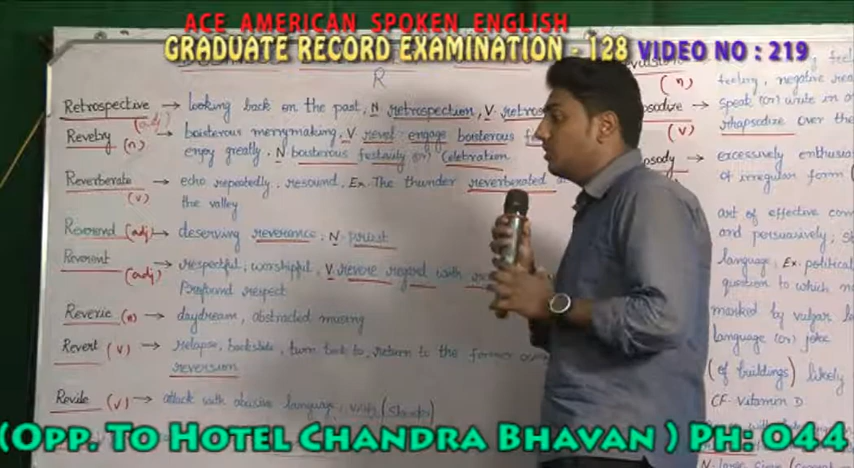 ACE AMERICAN SPOKEN ENGLISH
GRADUATE RECORD EXAMINATION - 128 VIDEO NO : 219
R
Retrospective (adj) → looking back on the past, N retrospection, V retros
Revelry (n) → boisterous merrymaking, V revel - engage boisterous
enjoy greatly. N boisterous festivity (or) celebration
Reverberate (v) → echo repeatedly, resound, Ex. The thunder reverberated
the valley
Reverend (adj) → deserving reverance, N priest
Reverent (adj) → respectful, worshipful, V revere regard with
Profound respect
Reverie (n) → daydream, abstracted musing
Revert (v) → relapse, backslide, turn back to, return to the former
reversion
Revile (v) → attack with abusive language, vilify (slander)
(n)
feeling, negative
(v)
speak (or) write in
rhapsodize over the
excessively enthusia
of irregular form
art of effective
and persuasively,
language, Ex. political
question to which
marked by vulgar
language (or) joke
(of buildings) likely
CF. Vitamin D.
(Opp. To Hotel Chandra Bhavan ) Ph: 044